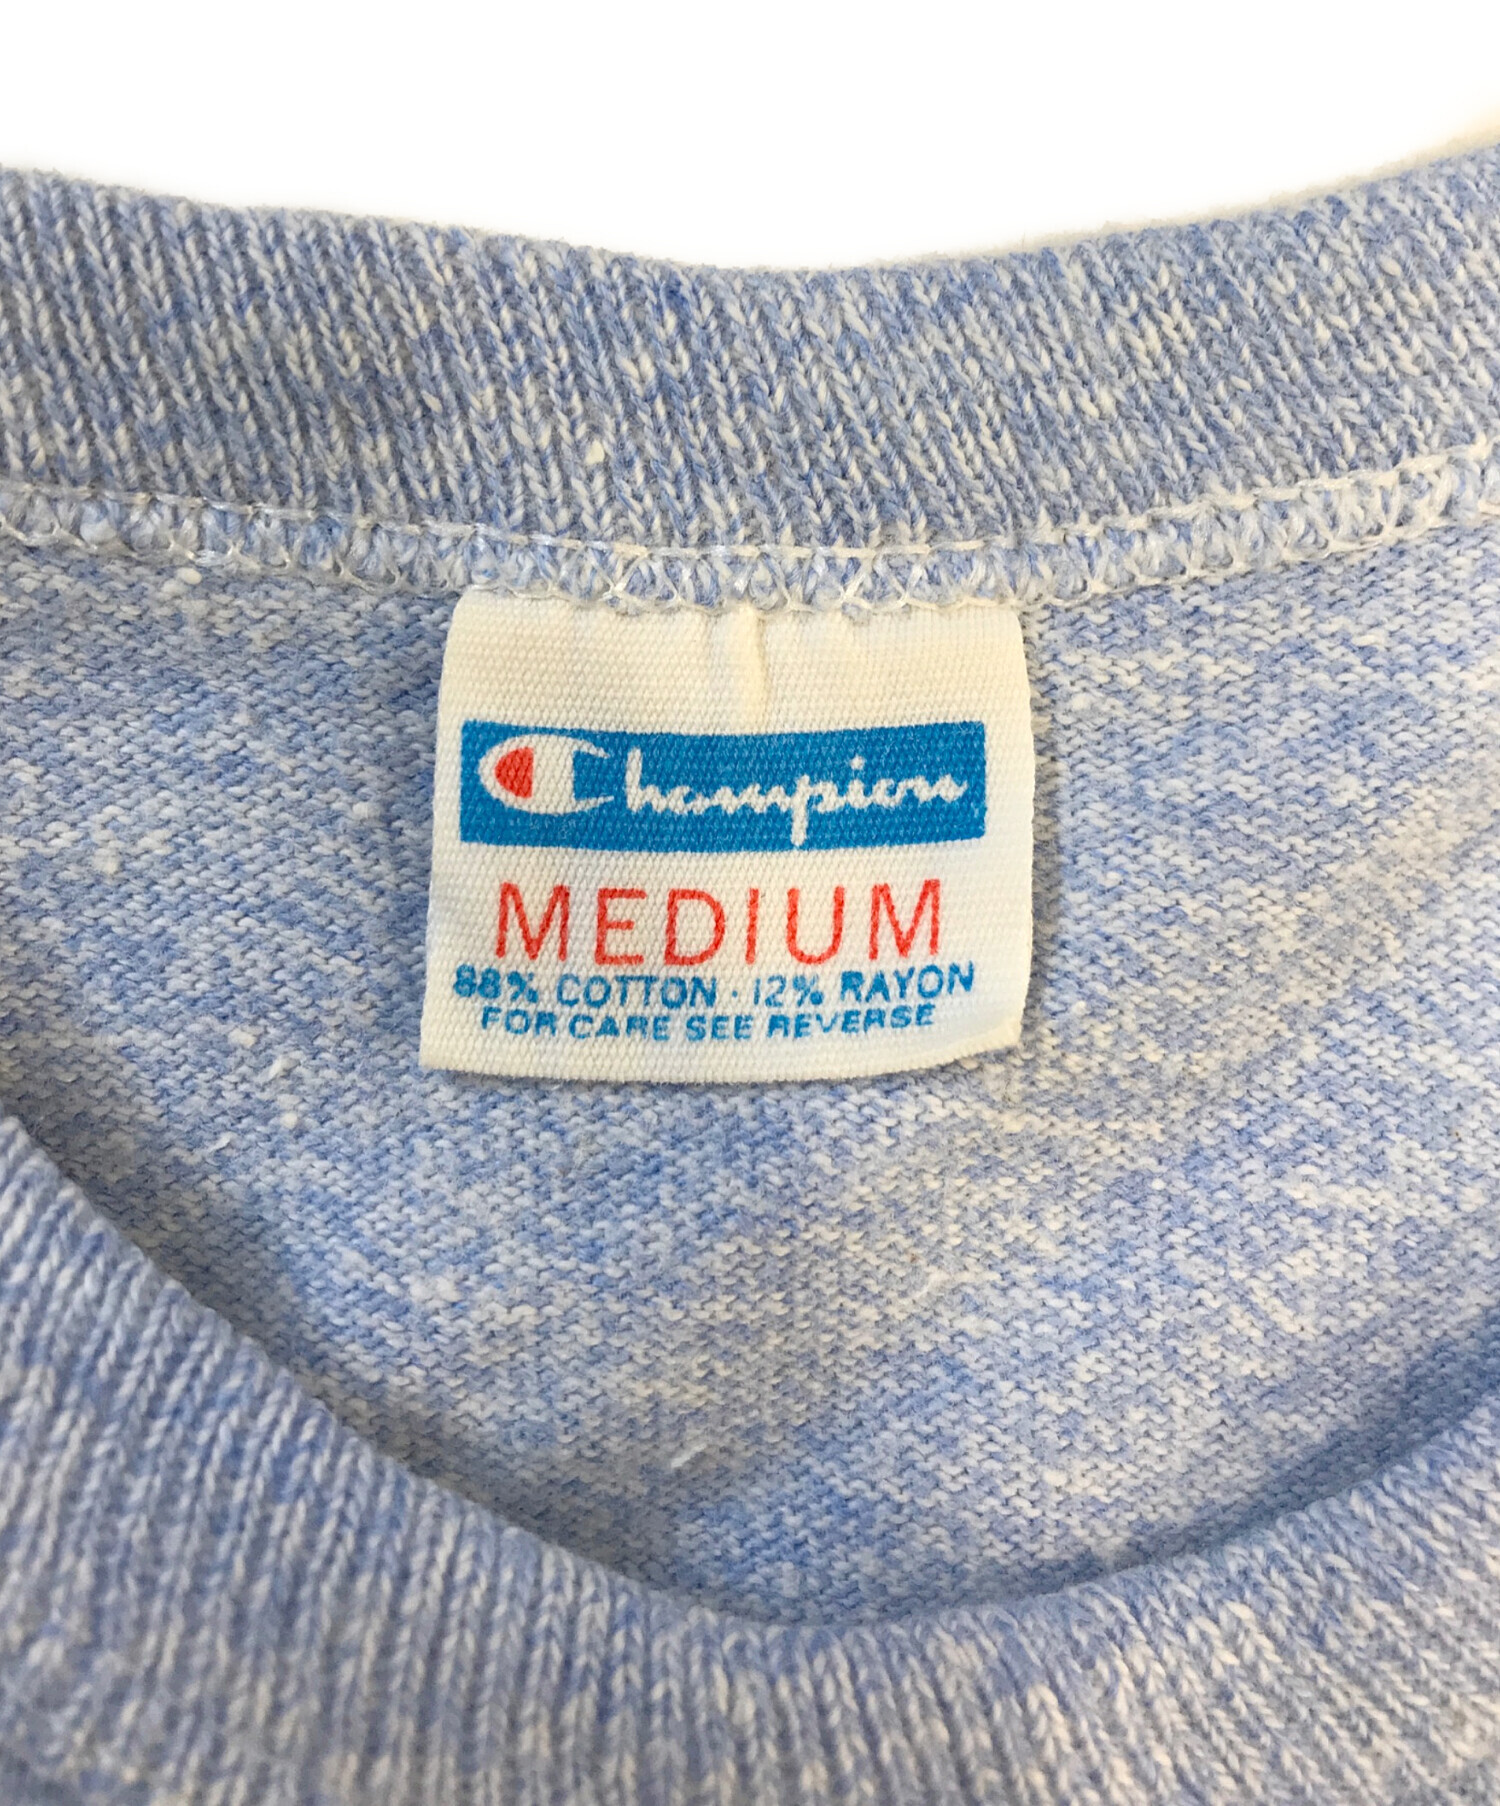 Champion
MEDIUM
88% COTTON · 12% RAYON
FOR CARE SEE REVERSE